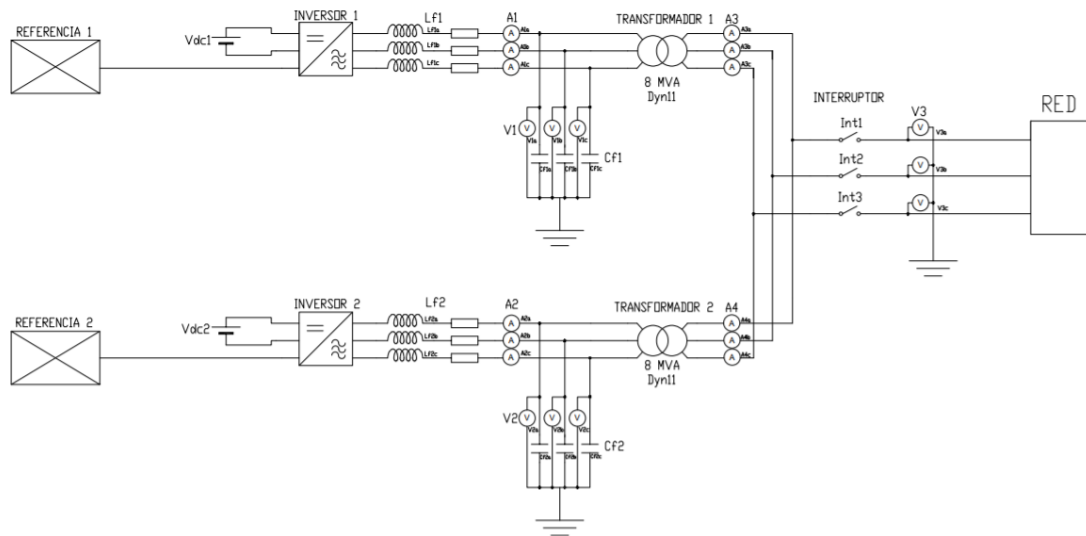 REFERENCIA 1
Vdc1
INVERSOR 1
Lf1
Lf1a
Lf1b
Lf1c
A1
A1a
A1b
A1c
TRANSFORMADOR 1
8 MVA
Dyn11
A3
A3a
A3b
A3c
V1
V1a
V1b
V1c
Cf1
Cf1a
Cf1b
Cf1c
INTERRUPTOR
Int1
Int2
Int3
V3
V3a
V3b
RED
REFERENCIA 2
Vdc2
INVERSOR 2
Lf2
Lf2a
Lf2b
Lf2c
A2
A2a
A2b
A2c
TRANSFORMADOR 2
8 MVA
Dyn11
A4
A4a
A4b
A4c
V2
V2a
V2b
V2c
Cf2
Cf2a
Cf2b
Cf2c